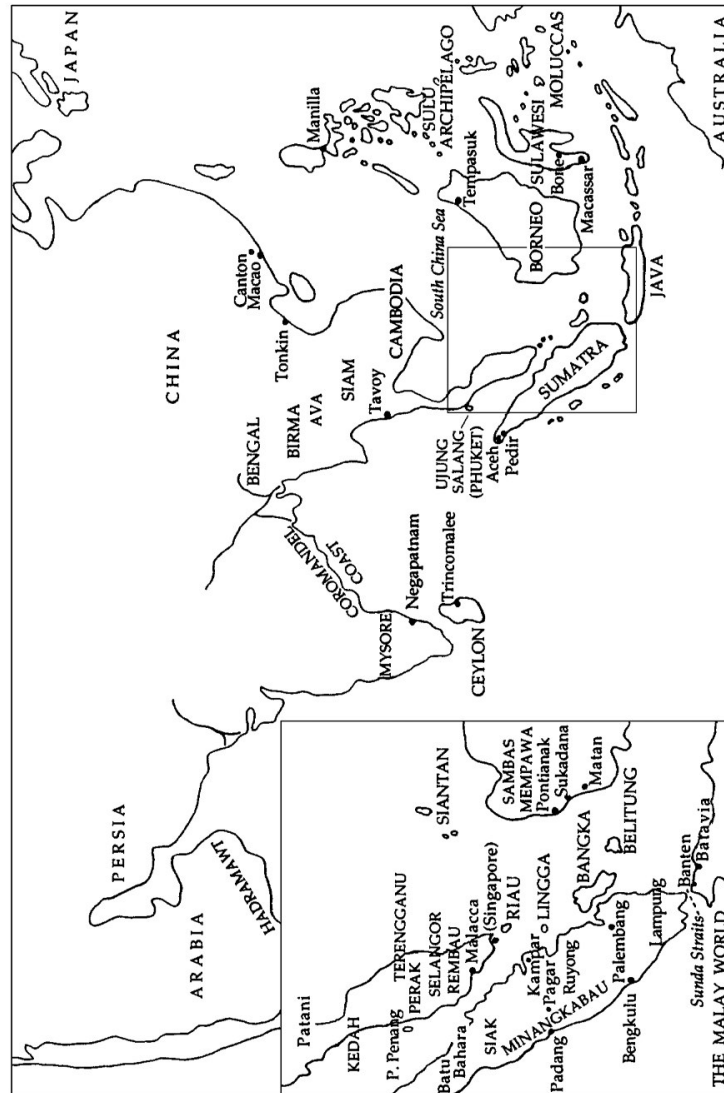 JAPAN
CHINA
Canton
Macao
Tonkin
BENGAL
BIRMA
AVA
SIAM
Tavoy
CAMBODIA
Manilla
SULU
ARCHIPELAGO
South China Sea
Tempasuk
BORNEO
SULAWESI
Bone
Macassar
MOLUCCAS
AUSTRALIA
JAVA
SUMATRA
UJUNG
SALANG
(PHUKET)
Aceh
Pedir
COROMANDEL
COAST
Negapatnam
MYSORE
Trincomalee
CEYLON
PERSIA
ARABIA
HADRAMAWT
Patani
KEDAH
P. Penang
PERAK
TERENGGANU
SELANGOR
REMBAU
Malacca
(Singapore)
RIAU
SIANTAN
Batu
Bahara
SIAK
Kampar
LINGGA
Pagar
Ruyong
MINANGKABAU
Padang
SAMBAS
MEMPAWA
Pontianak
Sukadana
Matan
BANGKA
BELITUNG
Palembang
Bengkulu
Lampung
Banten
Batavia
Sunda Straits
THE MALAY WORLD